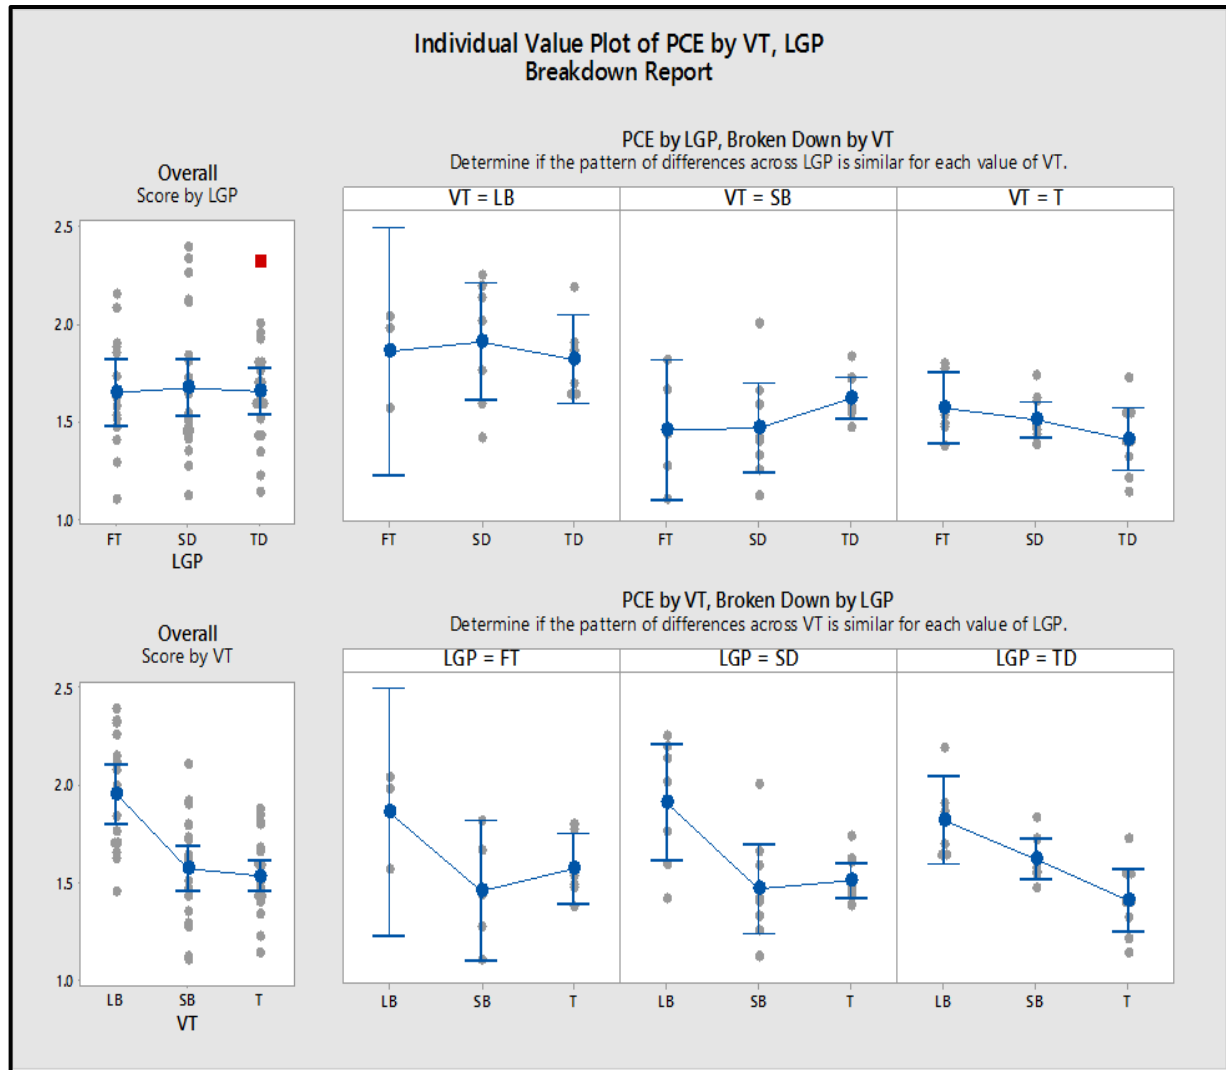 Individual Value Plot of PCE by VT, LGP
Breakdown Report
PCE by LGP, Broken Down by VT
Determine if the pattern of differences across LGP is similar for each value of VT.
Overall
Score by LGP
VT = LB
VT = SB
VT = T
2.5
2.0
1.5
1.0
FT
SD
TD
LGP
FT
SD
TD
FT
SD
TD
FT
SD
TD
PCE by VT, Broken Down by LGP
Determine if the pattern of differences across VT is similar for each value of LGP.
Overall
Score by VT
LGP = FT
LGP = SD
LGP = TD
2.5
2.0
1.5
1.0
LB
SB
T
VT
LB
SB
T
LB
SB
T
LB
SB
T